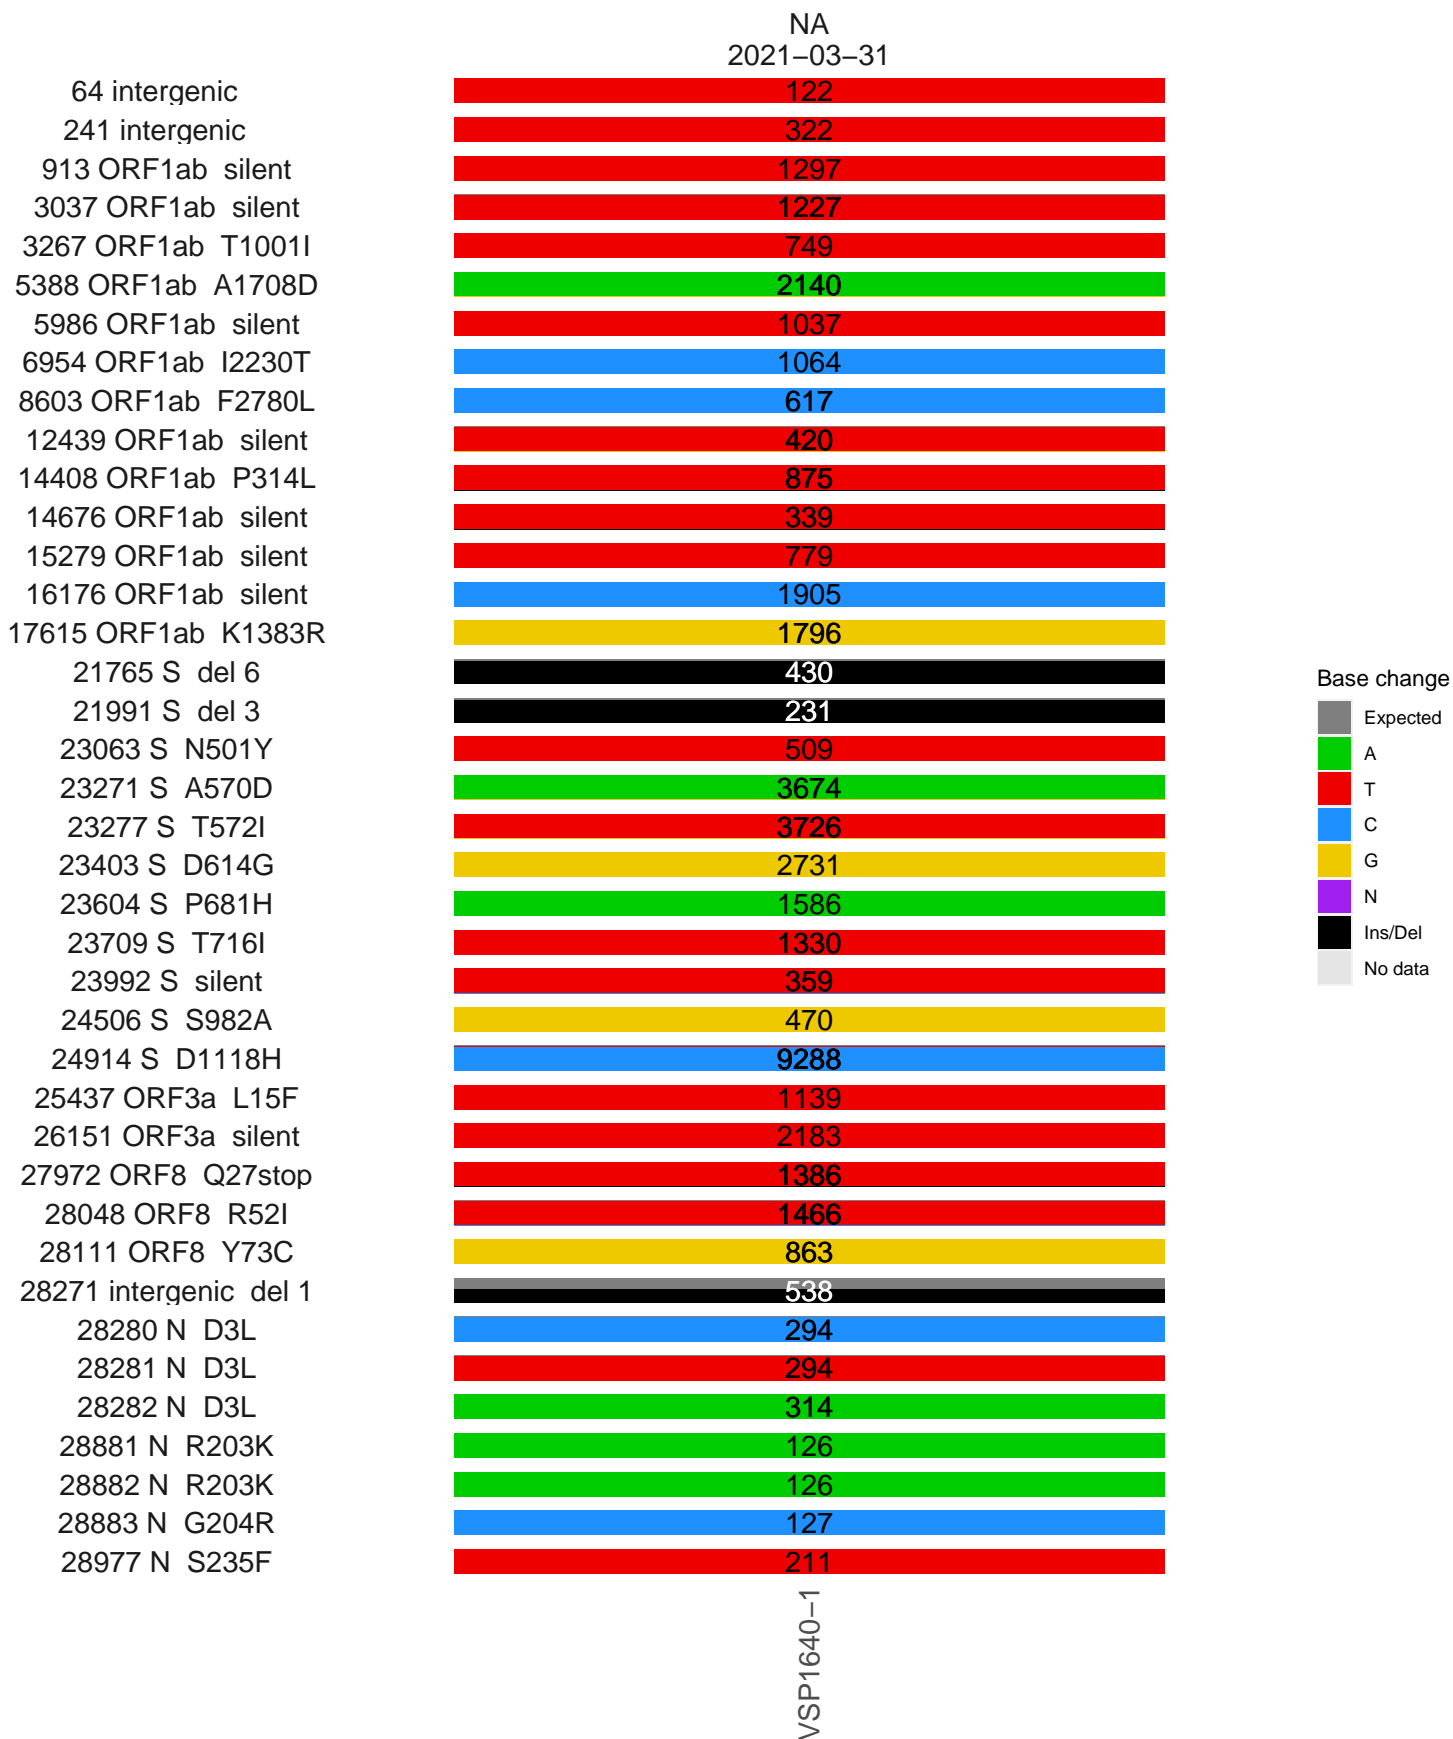 NA
2021−03−31
64 intergenic 122
241 intergenic 322
913 ORF1ab silent 1297
3037 ORF1ab silent 1227
3267 ORF1ab T1001I 749
5388 ORF1ab A1708D 2140
5986 ORF1ab silent 1037
6954 ORF1ab I2230T 1064
8603 ORF1ab F2780L 617
12439 ORF1ab silent 420
14408 ORF1ab P314L 875
14676 ORF1ab silent 339
15279 ORF1ab silent 779
16176 ORF1ab silent 1905
17615 ORF1ab K1383R 1796
21765 S del 6 430
21991 S del 3 231
23063 S N501Y 509
23271 S A570D 3674
23277 S T572I 3726
23403 S D614G 2731
23604 S P681H 1586
23709 S T716I 1330
23992 S silent 359
24506 S S982A 470
24914 S D1118H 9288
25437 ORF3a L15F 1139
26151 ORF3a silent 2183
27972 ORF8 Q27stop 1386
28048 ORF8 R52I 1466
28111 ORF8 Y73C 863
28271 intergenic del 1 538
28280 N D3L 294
28281 N D3L 294
28282 N D3L 314
28881 N R203K 126
28882 N R203K 126
28883 N G204R 127
28977 N S235F 211
VSP1640−1
Base change
Expected
A
T
C
G
N
Ins/Del
No data